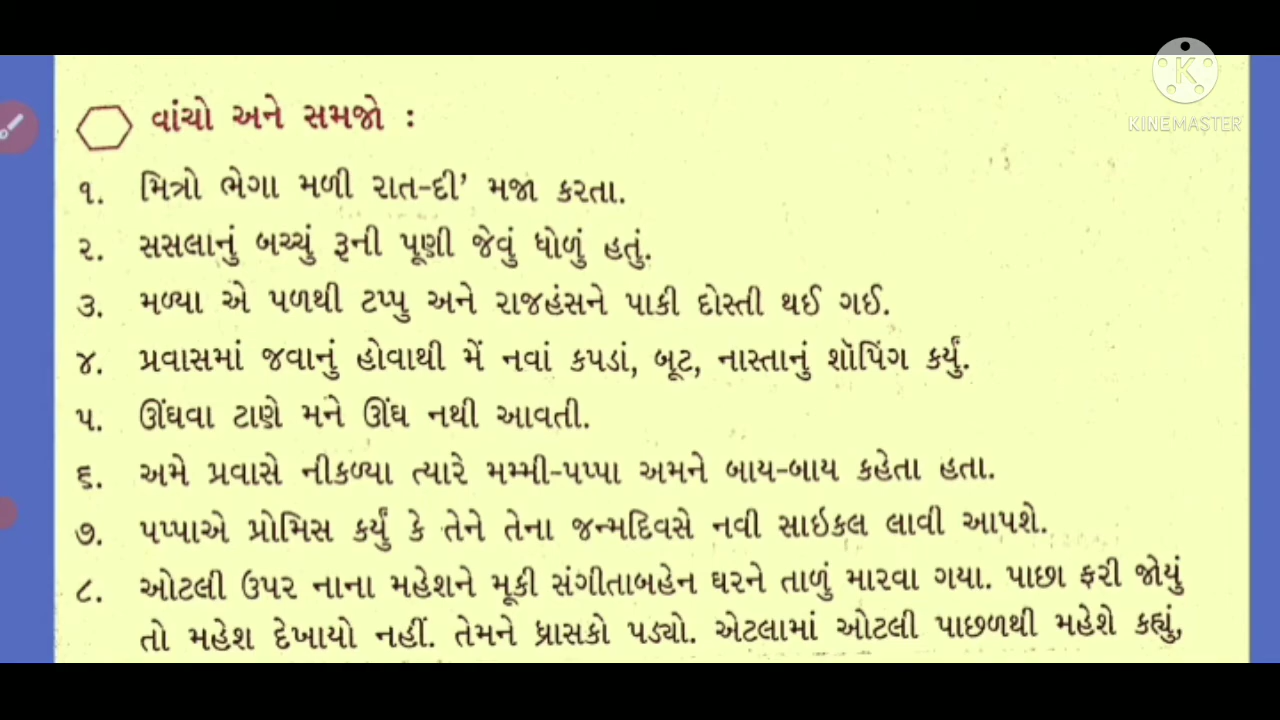 વાંચો અને સમજો :
૧. મિત્રો ભેગા મળી રાત-દી' મજા કરતા.
૨. સસલાનું બચ્ચું રૂની પૂણી જેવું ધોળું હતું.
૩. મળ્યા એ પળથી ટપ્પુ અને રાજહંસને પાકી દોસ્તી થઈ ગઈ.
૪. પ્રવાસમાં જવાનું હોવાથી મેં નવાં કપડાં, બૂટ, નાસ્તાનું શૉપિંગ કર્યું.
૫. ઊંઘવા ટાણે મને ઊંઘ નથી આવતી.
૬. અમે પ્રવાસે નીકળ્યા ત્યારે મમ્મી-પપ્પા અમને બાય-બાય કહેતા હતા.
૭. પપ્પાએ પ્રોમિસ કર્યું કે તેને તેના જન્મદિવસે નવી સાઇકલ લાવી આપશે.
૮. ઓટલી ઉપર નાના મહેશને મૂકી સંગીતાબહેન ઘરને તાળું મારવા ગયા. પાછા ફરી જોયું
તો મહેશ દેખાયો નહીં. તેમને ધ્રાસકો પડ્યો. એટલામાં ઓટલી પાછળથી મહેશે કહ્યું,
KINEMASTER